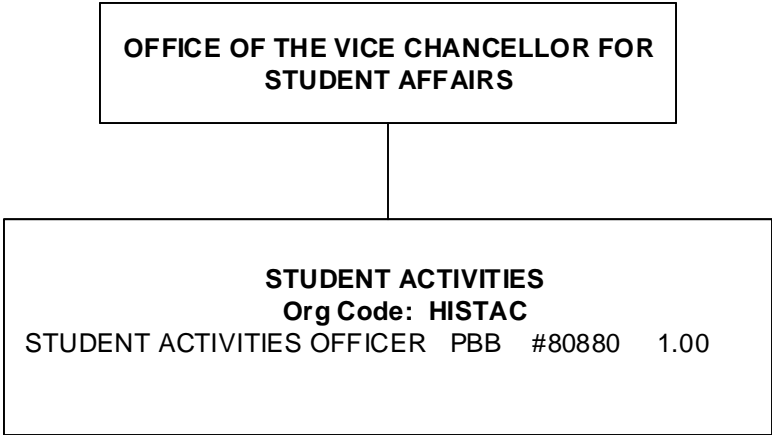 OFFICE OF THE VICE CHANCELLOR FOR
STUDENT AFFAIRS
STUDENT ACTIVITIES
Org Code: HISTAC
STUDENT ACTIVITIES OFFICER PBB #80880 1.00